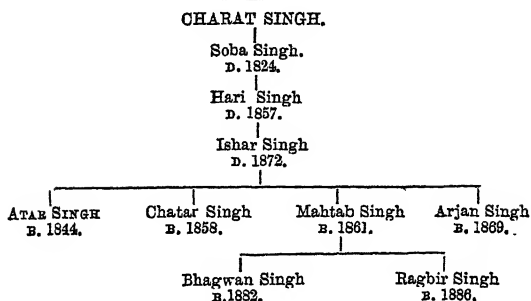 CHARAT SINGH.
Soba Singh.
D. 1824.
Hari Singh
D. 1857.
Ishar Singh
D. 1872.
ATAR SINGH Chatar Singh Mahtab Singh Arjan Singh
B. 1844. B. 1858. B. 1861. B. 1869.
Bhagwan Singh Ragbir Singh
B. 1882. B. 1886.